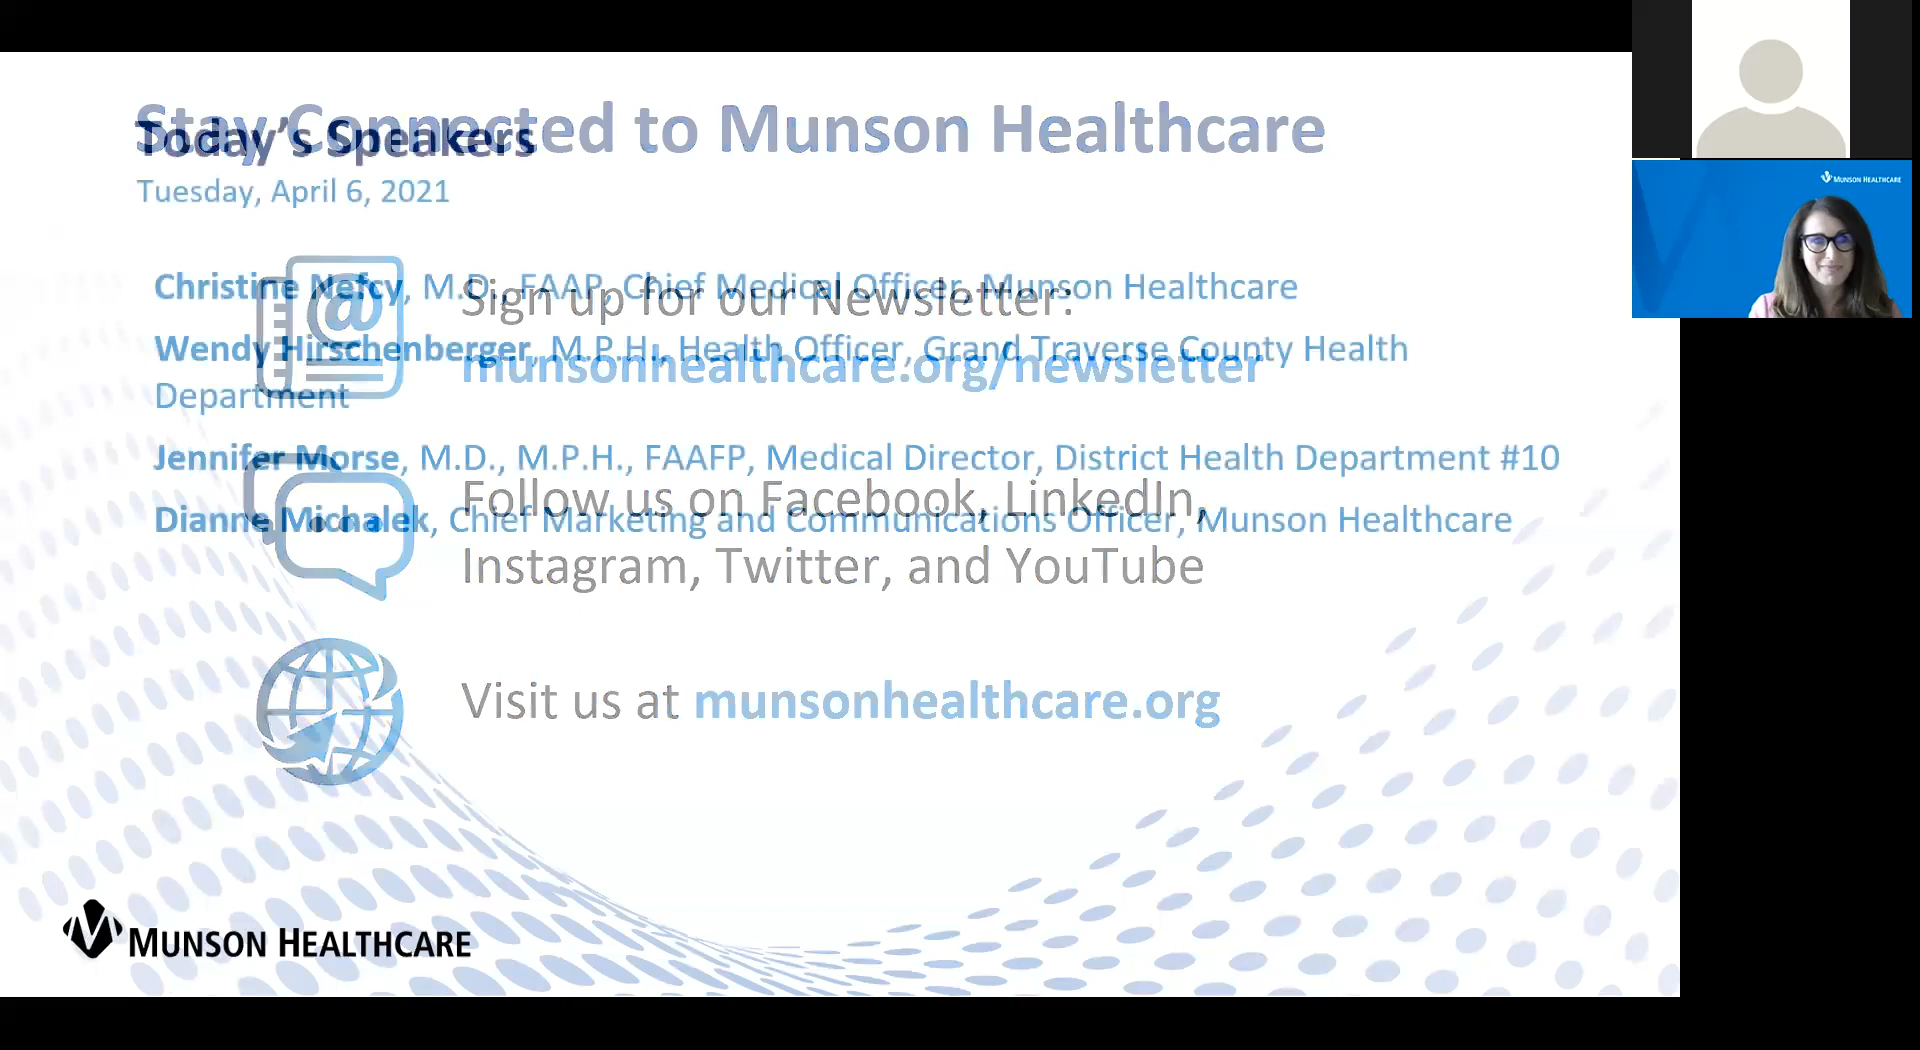 Stay Connected to Munson Healthcare
Today's Speakers
Tuesday, April 6, 2021
Christine Nefcy, M.D., FAAP, Chief Medical Officer, Munson Healthcare
Sign up for our Newsletter:
Wendy Hirschenberger, M.P.H., Health Officer, Grand Traverse County Health
Department
munsonhealthcare.org/newsletter
Jennifer Morse, M.D., M.P.H., FAAFP, Medical Director, District Health Department #10
Follow us on Facebook, LinkedIn,
Dianne Michalek, Chief Marketing and Communications Officer, Munson Healthcare
Instagram, Twitter, and YouTube
Visit us at munsonhealthcare.org
MUNSON HEALTHCARE
MUNSON HEALTHCARE